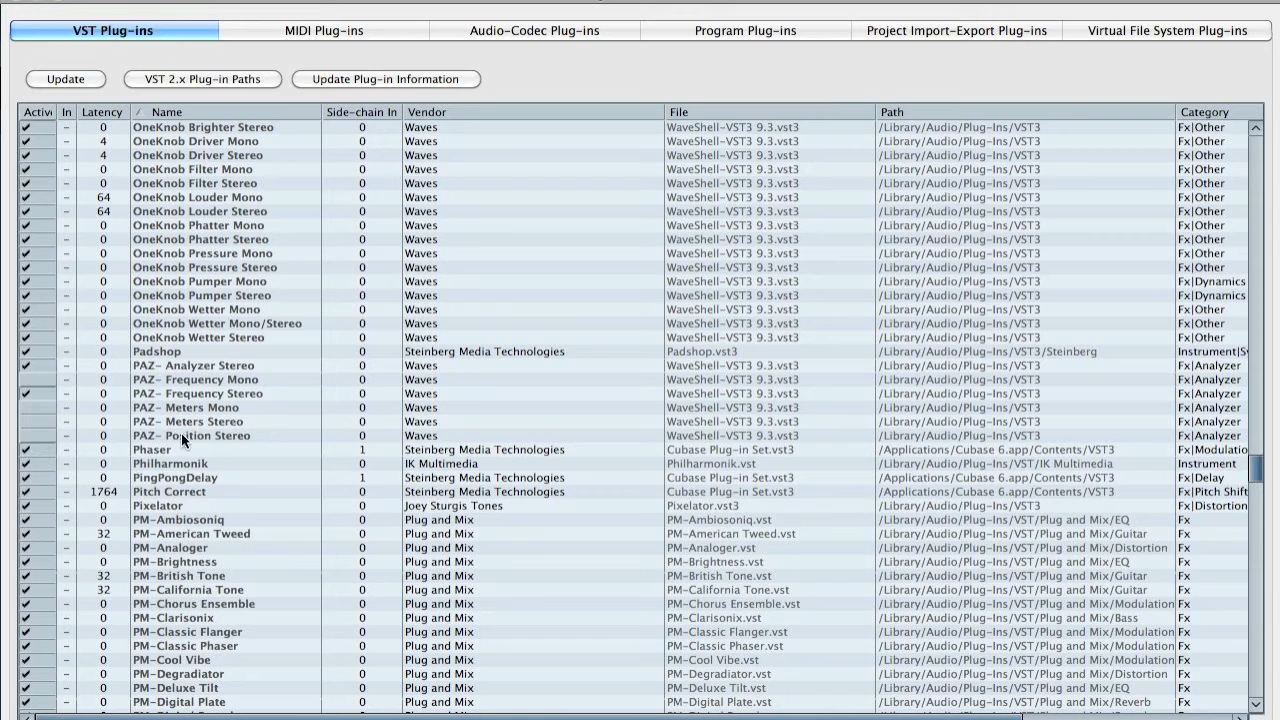 VST Plug-ins MIDI Plug-ins Audio-Codec Plug-ins Program Plug-ins Project Import-Export Plug-ins Virtual File System Plug-ins
Update VST 2.x Plug-in Paths Update Plug-in Information
Active In Latency Name Side-chain In Vendor File Path Category
✔ - 0 OneKnob Brighter Stereo 0 Waves WaveShell-VST3 9.3.vst3 /Library/Audio/Plug-Ins/VST3 Fx|Other
✔ - 4 OneKnob Driver Mono 0 Waves WaveShell-VST3 9.3.vst3 /Library/Audio/Plug-Ins/VST3 Fx|Other
✔ - 4 OneKnob Driver Stereo 0 Waves WaveShell-VST3 9.3.vst3 /Library/Audio/Plug-Ins/VST3 Fx|Other
✔ - 0 OneKnob Filter Mono 0 Waves WaveShell-VST3 9.3.vst3 /Library/Audio/Plug-Ins/VST3 Fx|Other
✔ - 0 OneKnob Filter Stereo 0 Waves WaveShell-VST3 9.3.vst3 /Library/Audio/Plug-Ins/VST3 Fx|Other
✔ - 64 OneKnob Louder Mono 0 Waves WaveShell-VST3 9.3.vst3 /Library/Audio/Plug-Ins/VST3 Fx|Other
✔ - 64 OneKnob Louder Stereo 0 Waves WaveShell-VST3 9.3.vst3 /Library/Audio/Plug-Ins/VST3 Fx|Other
✔ - 0 OneKnob Phatter Mono 0 Waves WaveShell-VST3 9.3.vst3 /Library/Audio/Plug-Ins/VST3 Fx|Other
✔ - 0 OneKnob Phatter Stereo 0 Waves WaveShell-VST3 9.3.vst3 /Library/Audio/Plug-Ins/VST3 Fx|Other
✔ - 0 OneKnob Pressure Mono 0 Waves WaveShell-VST3 9.3.vst3 /Library/Audio/Plug-Ins/VST3 Fx|Other
✔ - 0 OneKnob Pressure Stereo 0 Waves WaveShell-VST3 9.3.vst3 /Library/Audio/Plug-Ins/VST3 Fx|Other
✔ - 0 OneKnob Pumper Mono 0 Waves WaveShell-VST3 9.3.vst3 /Library/Audio/Plug-Ins/VST3 Fx|Dynamics
✔ - 0 OneKnob Pumper Stereo 0 Waves WaveShell-VST3 9.3.vst3 /Library/Audio/Plug-Ins/VST3 Fx|Dynamics
✔ - 0 OneKnob Wetter Mono 0 Waves WaveShell-VST3 9.3.vst3 /Library/Audio/Plug-Ins/VST3 Fx|Other
✔ - 0 OneKnob Wetter Mono/Stereo 0 Waves WaveShell-VST3 9.3.vst3 /Library/Audio/Plug-Ins/VST3 Fx|Other
✔ - 0 OneKnob Wetter Stereo 0 Waves WaveShell-VST3 9.3.vst3 /Library/Audio/Plug-Ins/VST3 Fx|Other
✔ - 0 Padshop 0 Steinberg Media Technologies Padshop.vst3 /Library/Audio/Plug-Ins/VST3/Steinberg Instrument|Sy
✔ - 0 PAZ- Analyzer Stereo 0 Waves WaveShell-VST3 9.3.vst3 /Library/Audio/Plug-Ins/VST3 Fx|Analyzer
- 0 PAZ- Frequency Mono 0 Waves WaveShell-VST3 9.3.vst3 /Library/Audio/Plug-Ins/VST3 Fx|Analyzer
✔ - 0 PAZ- Frequency Stereo 0 Waves WaveShell-VST3 9.3.vst3 /Library/Audio/Plug-Ins/VST3 Fx|Analyzer
- 0 PAZ- Meters Mono 0 Waves WaveShell-VST3 9.3.vst3 /Library/Audio/Plug-Ins/VST3 Fx|Analyzer
- 0 PAZ- Meters Stereo 0 Waves WaveShell-VST3 9.3.vst3 /Library/Audio/Plug-Ins/VST3 Fx|Analyzer
- 0 PAZ- Position Stereo 0 Waves WaveShell-VST3 9.3.vst3 /Library/Audio/Plug-Ins/VST3 Fx|Analyzer
✔ - 0 Phaser 1 Steinberg Media Technologies Cubase Plug-in Set.vst3 /Applications/Cubase 6.app/Contents/VST3 Fx|Modulatio
✔ - 0 Philharmonik 0 IK Multimedia Philharmonik.vst /Library/Audio/Plug-Ins/VST/IK Multimedia Instrument
✔ - 0 PingPongDelay 1 Steinberg Media Technologies Cubase Plug-in Set.vst3 /Applications/Cubase 6.app/Contents/VST3 Fx|Delay
✔ - 1764 Pitch Correct 0 Steinberg Media Technologies Cubase Plug-in Set.vst3 /Applications/Cubase 6.app/Contents/VST3 Fx|Pitch Shift
✔ - 0 Pixelator 0 Joey Sturgis Tones Pixelator.vst3 /Library/Audio/Plug-Ins/VST3 Fx|Distortion
✔ - 0 PM-Ambiosoniq 0 Plug and Mix PM-Ambiosoniq.vst /Library/Audio/Plug-Ins/VST/Plug and Mix/EQ Fx
✔ - 32 PM-American Tweed 0 Plug and Mix PM-American Tweed.vst /Library/Audio/Plug-Ins/VST/Plug and Mix/Guitar Fx
✔ - 0 PM-Analoger 0 Plug and Mix PM-Analoger.vst /Library/Audio/Plug-Ins/VST/Plug and Mix/Distortion Fx
✔ - 0 PM-Brightness 0 Plug and Mix PM-Brightness.vst /Library/Audio/Plug-Ins/VST/Plug and Mix/EQ Fx
✔ - 32 PM-British Tone 0 Plug and Mix PM-British Tone.vst /Library/Audio/Plug-Ins/VST/Plug and Mix/Guitar Fx
✔ - 32 PM-California Tone 0 Plug and Mix PM-California Tone.vst /Library/Audio/Plug-Ins/VST/Plug and Mix/Guitar Fx
✔ - 0 PM-Chorus Ensemble 0 Plug and Mix PM-Chorus Ensemble.vst /Library/Audio/Plug-Ins/VST/Plug and Mix/Modulation Fx
✔ - 0 PM-Clarisonix 0 Plug and Mix PM-Clarisonix.vst /Library/Audio/Plug-Ins/VST/Plug and Mix/Bass Fx
✔ - 0 PM-Classic Flanger 0 Plug and Mix PM-Classic Flanger.vst /Library/Audio/Plug-Ins/VST/Plug and Mix/Modulation Fx
✔ - 0 PM-Classic Phaser 0 Plug and Mix PM-Classic Phaser.vst /Library/Audio/Plug-Ins/VST/Plug and Mix/Modulation Fx
✔ - 0 PM-Cool Vibe 0 Plug and Mix PM-Cool Vibe.vst /Library/Audio/Plug-Ins/VST/Plug and Mix/Modulation Fx
✔ - 0 PM-Degradiator 0 Plug and Mix PM-Degradiator.vst /Library/Audio/Plug-Ins/VST/Plug and Mix/Distortion Fx
✔ - 0 PM-Deluxe Tilt 0 Plug and Mix PM-Deluxe Tilt.vst /Library/Audio/Plug-Ins/VST/Plug and Mix/EQ Fx
✔ - 0 PM-Digital Plate 0 Plug and Mix PM-Digital Plate.vst /Library/Audio/Plug-Ins/VST/Plug and Mix/Reverb Fx